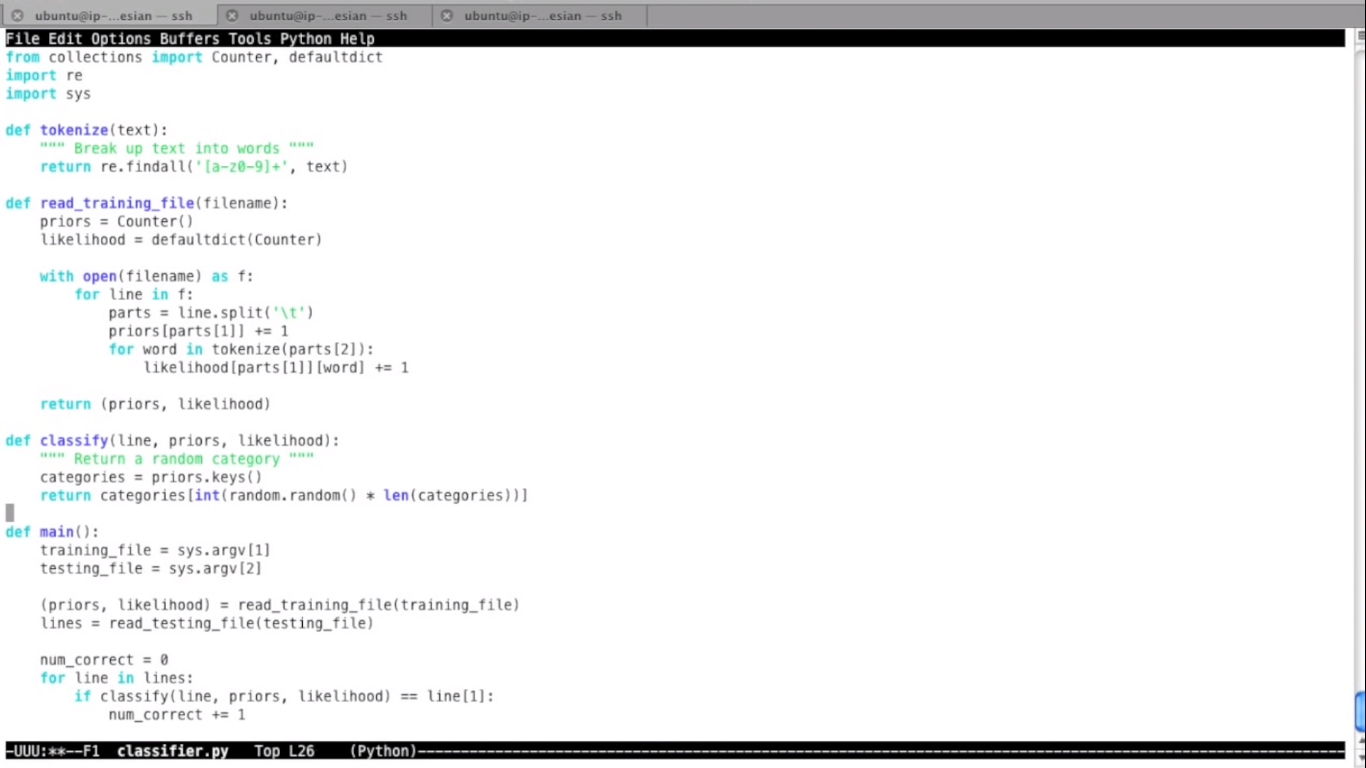 ubuntu@ip-...esian — ssh ubuntu@ip-...esian — ssh ubuntu@ip-...esian — ssh
File Edit Options Buffers Tools Python Help
from collections import Counter, defaultdict
import re
import sys
def tokenize(text):
    """ Break up text into words """
    return re.findall('[a-z0-9]+', text)
def read_training_file(filename):
    priors = Counter()
    likelihood = defaultdict(Counter)
    with open(filename) as f:
        for line in f:
            parts = line.split('\t')
            priors[parts[1]] += 1
            for word in tokenize(parts[2]):
                likelihood[parts[1]][word] += 1
    return (priors, likelihood)
def classify(line, priors, likelihood):
    """ Return a random category """
    categories = priors.keys()
    return categories[int(random.random() * len(categories))]
def main():
    training_file = sys.argv[1]
    testing_file = sys.argv[2]
    (priors, likelihood) = read_training_file(training_file)
    lines = read_testing_file(testing_file)
    num_correct = 0
    for line in lines:
        if classify(line, priors, likelihood) == line[1]:
            num_correct += 1
-UUU:**--F1  classifier.py   Top L26    (Python)------------------------------------------------------------